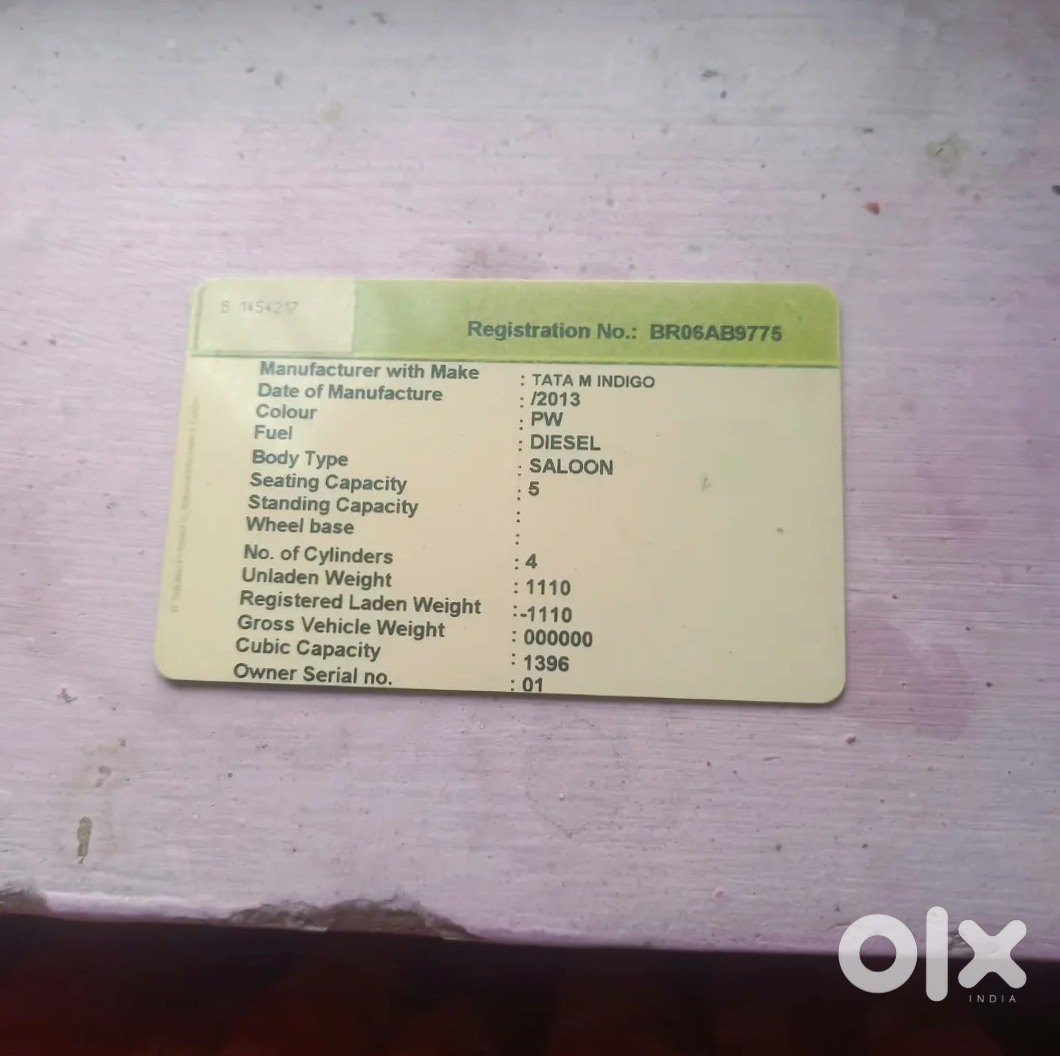 S 1454217
Registration No.: BR06AB9775
Manufacturer with Make : TATA M INDIGO
Date of Manufacture : /2013
Colour : PW
Fuel : DIESEL
Body Type : SALOON
Seating Capacity : 5
Standing Capacity :
Wheel base :
No. of Cylinders : 4
Unladen Weight : 1110
Registered Laden Weight :-1110
Gross Vehicle Weight : 000000
Cubic Capacity : 1396
Owner Serial no. : 01
olx
INDIA